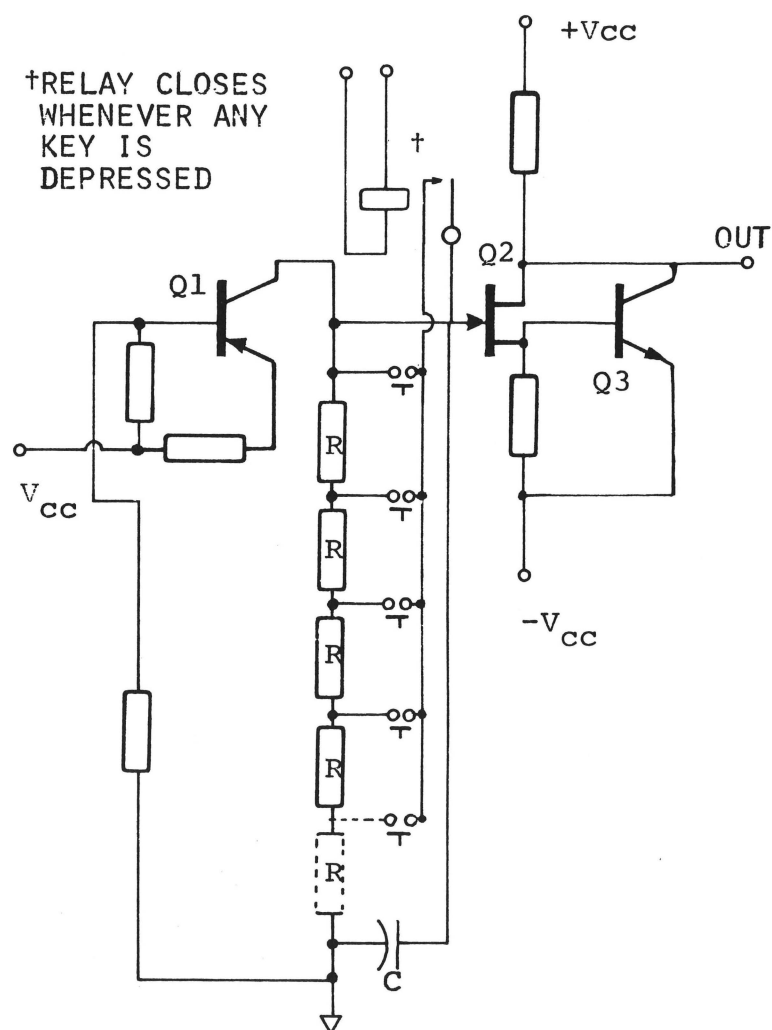 +Vcc
†RELAY CLOSES
WHENEVER ANY
KEY IS
DEPRESSED
†
Q1
Q2
OUT
Q3
R
Vcc
R
-Vcc
R
R
R
C